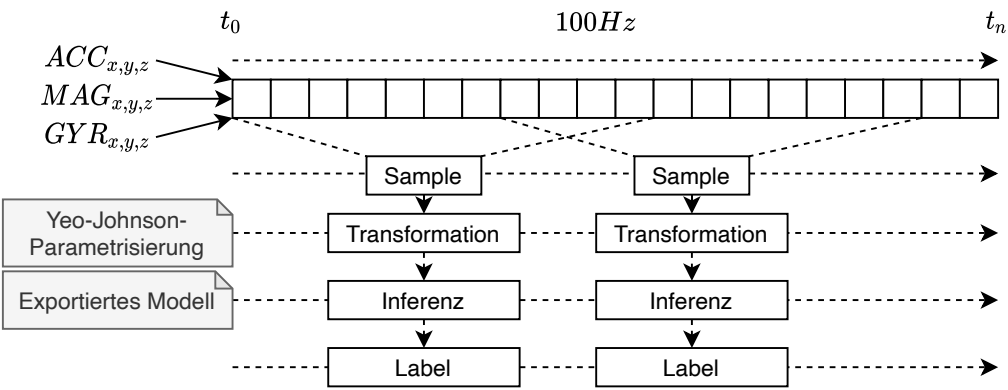 t0 100Hz tn
ACCx,y,z
MAGx,y,z
GYRx,y,z
Sample Sample
Yeo-Johnson-
Parametrisierung
Transformation Transformation
Exportiertes Modell
Inferenz Inferenz
Label Label